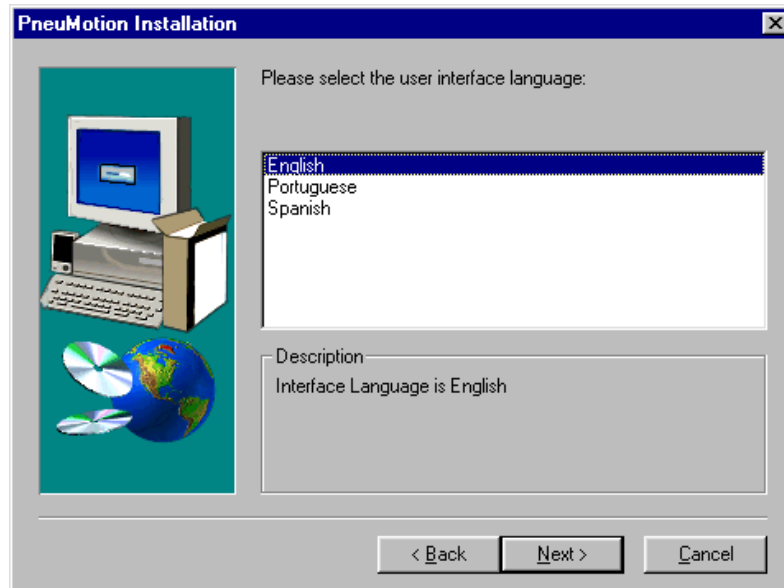 PneuMotion Installation
Please select the user interface language:
English
Portuguese
Spanish
Description
Interface Language is English
< Back
Next >
Cancel